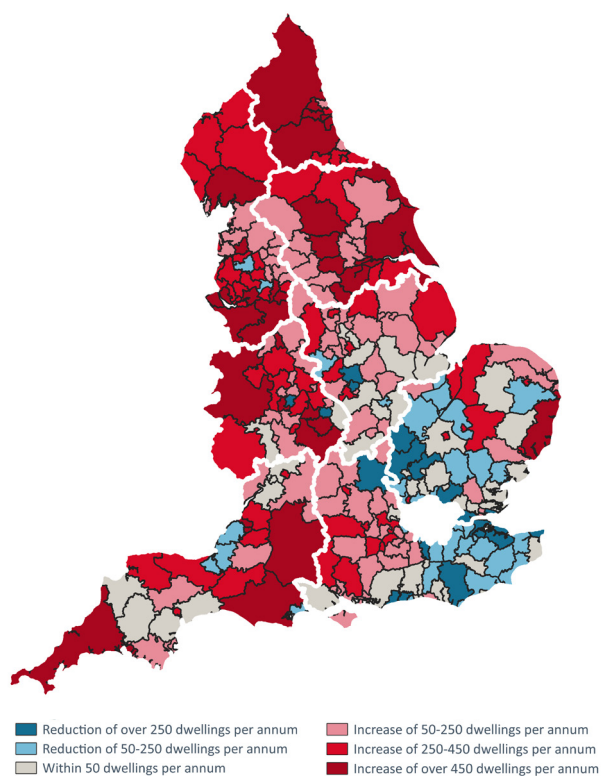 Reduction of over 250 dwellings per annum
Reduction of 50-250 dwellings per annum
Within 50 dwellings per annum
Increase of 50-250 dwellings per annum
Increase of 250-450 dwellings per annum
Increase of over 450 dwellings per annum